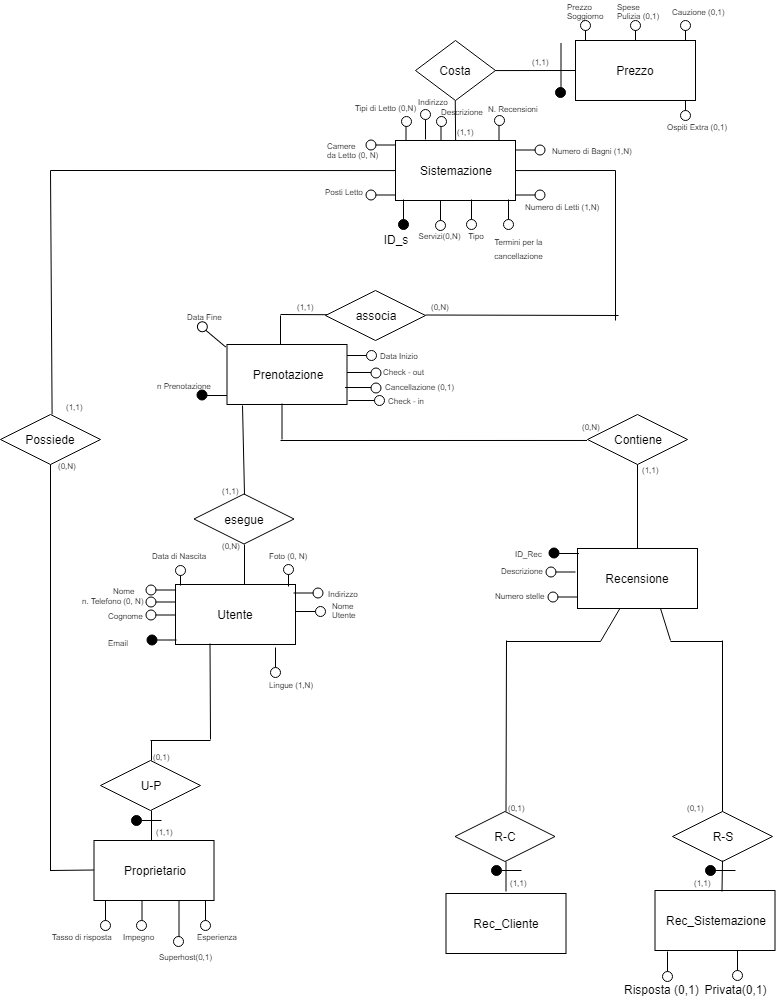 Prezzo
Soggiorno
Spese
Pulizia (0,1)
Cauzione (0,1)
Costa
(1,1)
Prezzo
Ospiti Extra (0,1)
Tipi di Letto (0,N)
Indirizzo
Descrizione
N. Recensioni
(1,1)
Camere
da Letto (0, N)
Sistemazione
Numero di Bagni (1,N)
Posti Letto
Numero di Letti (1,N)
ID_s
Servizi(0,N)
Tipo
Termini per la
cancellazione
(1,1)
associa
(0,N)
Data Fine
Prenotazione
Data Inizio
Check - out
n Prenotazione
Cancellazione (0,1)
Check - in
(1,1)
Possiede
(0,N)
(0,N)
Contiene
(1,1)
(1,1)
esegue
(0,N)
Data di Nascita
Foto (0, N)
Nome
n. Telefono (0, N)
Cognome
Email
Utente
Indirizzo
Nome
Utente
Lingue (1,N)
ID_Rec
Descrizione
Numero stelle
Recensione
(0,1)
U-P
(1,1)
Proprietario
Tasso di risposta
Impegno
Superhost(0,1)
Esperienza
(0,1)
R-C
(1,1)
Rec_Cliente
(0,1)
R-S
(1,1)
Rec_Sistemazione
Risposta (0,1)
Privata(0,1)